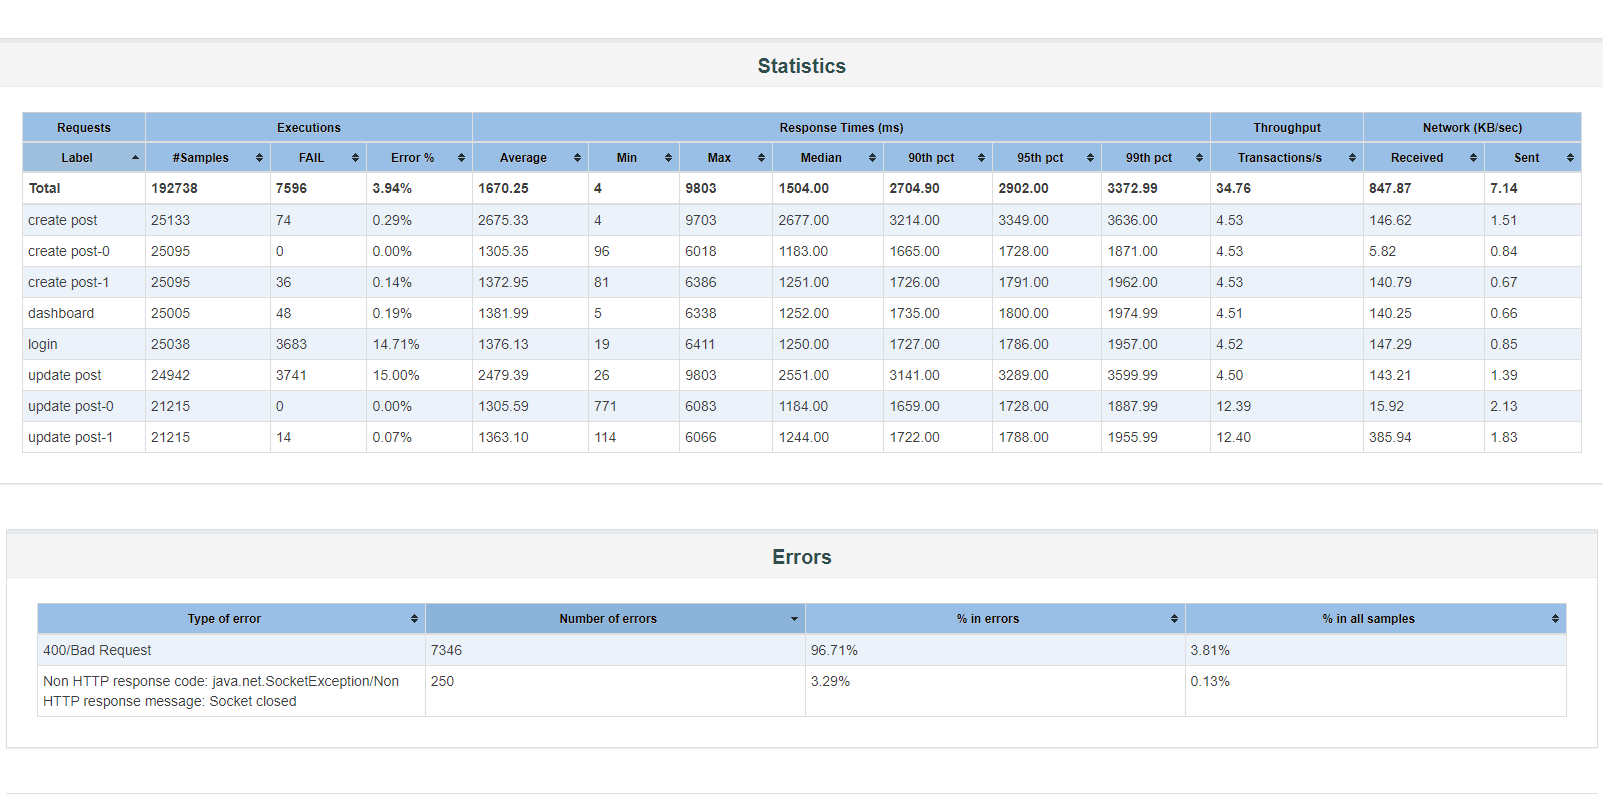 Statistics
Requests Executions Response Times (ms) Throughput Network (KB/sec)
Label #Samples FAIL Error % Average Min Max Median 90th pct 95th pct 99th pct Transactions/s Received Sent
Total 192738 7596 3.94% 1670.25 4 9803 1504.00 2704.90 2902.00 3372.99 34.76 847.87 7.14
create post 25133 74 0.29% 2675.33 4 9703 2677.00 3214.00 3349.00 3636.00 4.53 146.62 1.51
create post-0 25095 0 0.00% 1305.35 96 6018 1183.00 1665.00 1728.00 1871.00 4.53 5.82 0.84
create post-1 25095 36 0.14% 1372.95 81 6386 1251.00 1726.00 1791.00 1962.00 4.53 140.79 0.67
dashboard 25005 48 0.19% 1381.99 5 6338 1252.00 1735.00 1800.00 1974.99 4.51 140.25 0.66
login 25038 3683 14.71% 1376.13 19 6411 1250.00 1727.00 1786.00 1957.00 4.52 147.29 0.85
update post 24942 3741 15.00% 2479.39 26 9803 2551.00 3141.00 3289.00 3599.99 4.50 143.21 1.39
update post-0 21215 0 0.00% 1305.59 771 6083 1184.00 1659.00 1728.00 1887.99 12.39 15.92 2.13
update post-1 21215 14 0.07% 1363.10 114 6066 1244.00 1722.00 1788.00 1955.99 12.40 385.94 1.83
Errors
Type of error Number of errors % in errors % in all samples
400/Bad Request 7346 96.71% 3.81%
Non HTTP response code: java.net.SocketException/Non 250 3.29% 0.13%
HTTP response message: Socket closed